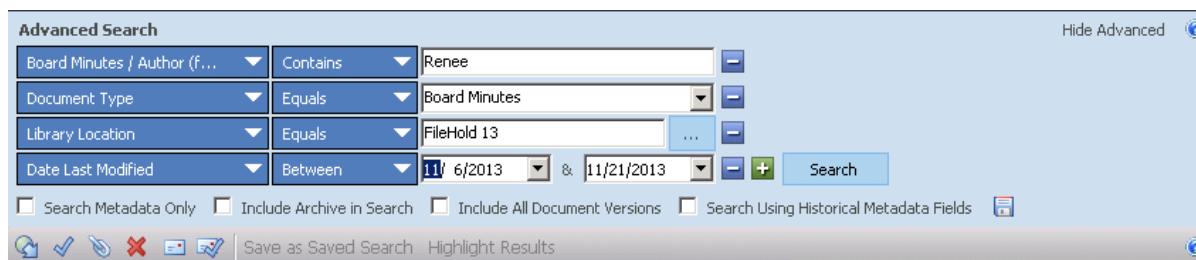 Advanced Search Hide Advanced
Board Minutes / Author (f... Contains Renee
Document Type Equals Board Minutes
Library Location Equals FileHold 13 ...
Date Last Modified Between 11/ 6/2013 & 11/21/2013 Search
Search Metadata Only Include Archive in Search Include All Document Versions Search Using Historical Metadata Fields
Save as Saved Search Highlight Results